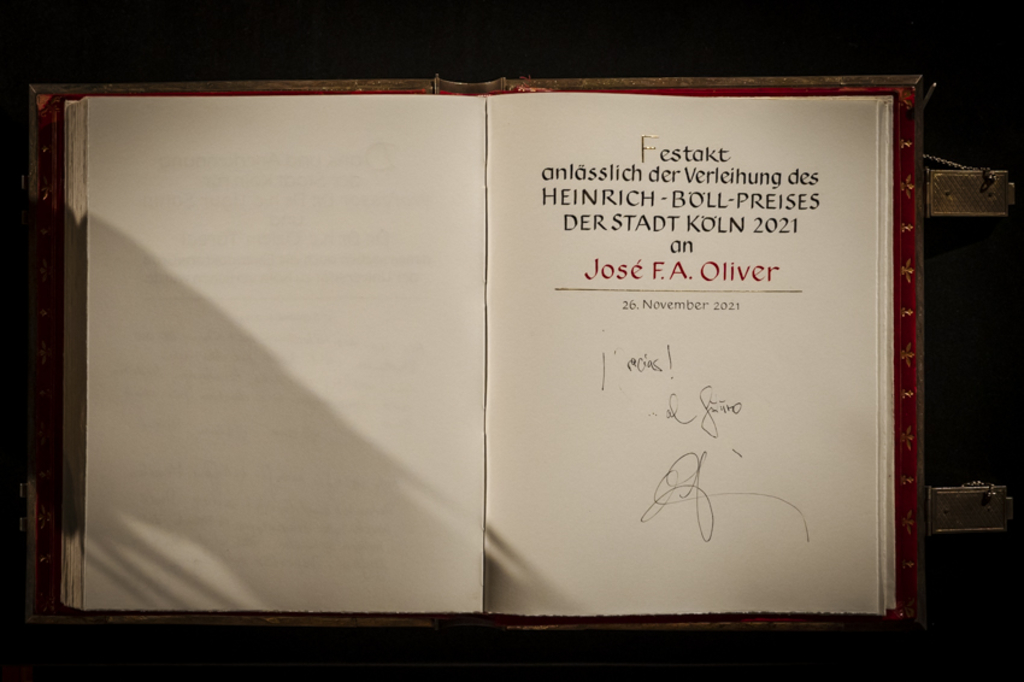 Festakt
anlässlich der Verleihung des
HEINRICH-BÖLL-PREISES
DER STADT KÖLN 2021
an
José F.A. Oliver
26. November 2021